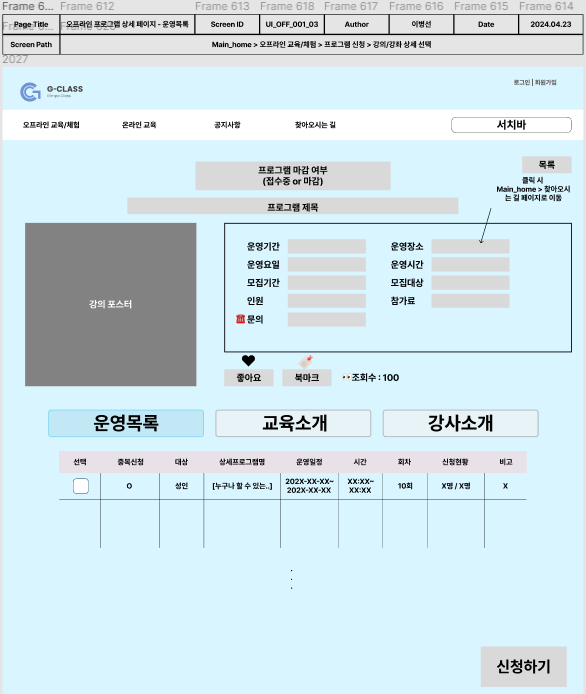 Frame 6... Frame 612 Frame 613 Frame 618 Frame 617 Frame 616 Frame 615 Frame 614
Page Title 오프라인 프로그램 상세 페이지 - 운영목록 Screen ID UI_OFF_001_03 Author 이병선 Date 2024.04.23
Screen Path Main_home > 오프라인 교육/체험 > 프로그램 신청 > 강의/강좌 상세 선택
2027
G-CLASS
로그인 | 회원가입
오프라인 교육/체험 온라인 교육 공지사항 찾아오시는 길 서치바
프로그램 마감 여부
(접수중 or 마감)
목록
클릭 시
Main_home > 찾아오시
는 길 페이지로 이동
프로그램 제목
강의 포스터
운영기간 운영장소
운영요일 운영시간
모집기간 모집대상
인원 참가료
문의
좋아요 북마크 조회수 : 100
운영목록 교육소개 강사소개
선택 중복신청 대상 상세프로그램명 운영일정 시간 회차 신청현황 비고
O 성인 [누구나 할 수 있는..] 202X-XX-XX~ XX:XX~ 10회 X명 / X명 X
202X-XX-XX XX:XX
신청하기